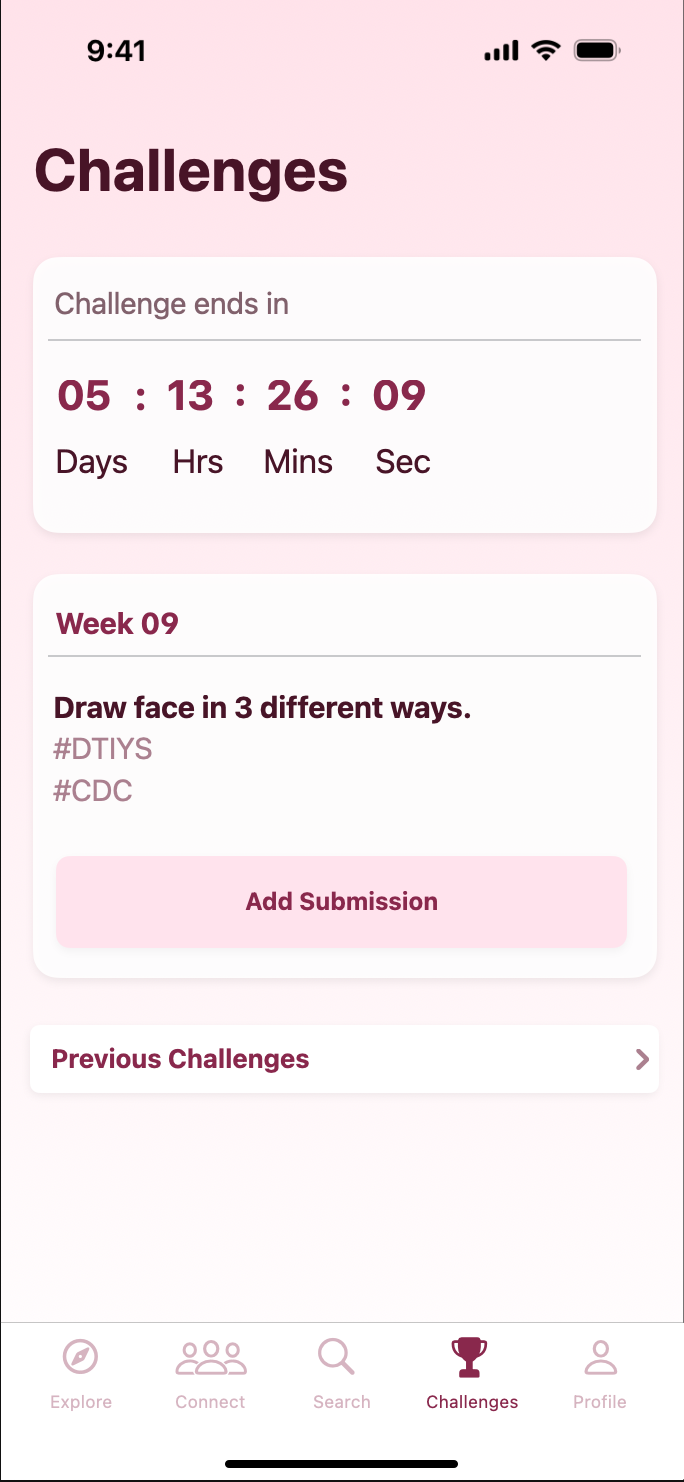 9:41
Challenges
Challenge ends in
05 : 13 : 26 : 09
Days Hrs Mins Sec
Week 09
Draw face in 3 different ways.
#DTIYS
#CDC
Add Submission
Previous Challenges
Explore Connect Search Challenges Profile